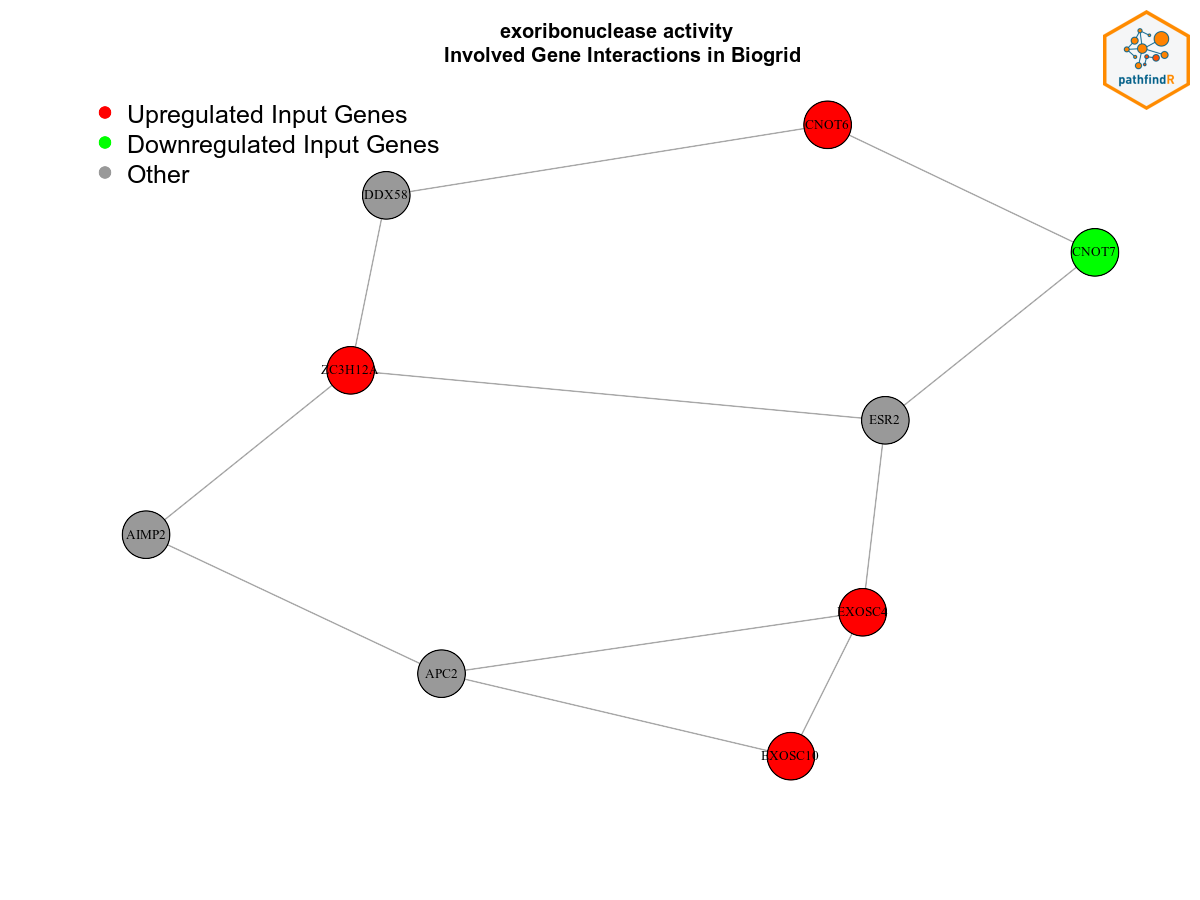 exoribonuclease activity
Involved Gene Interactions in Biogrid
pathfindR
Upregulated Input Genes
Downregulated Input Genes
Other
CNOT6
DDX58
CNOT7
ZC3H12A
ESR2
AIMP2
EXOSC4
APC2
EXOSC10